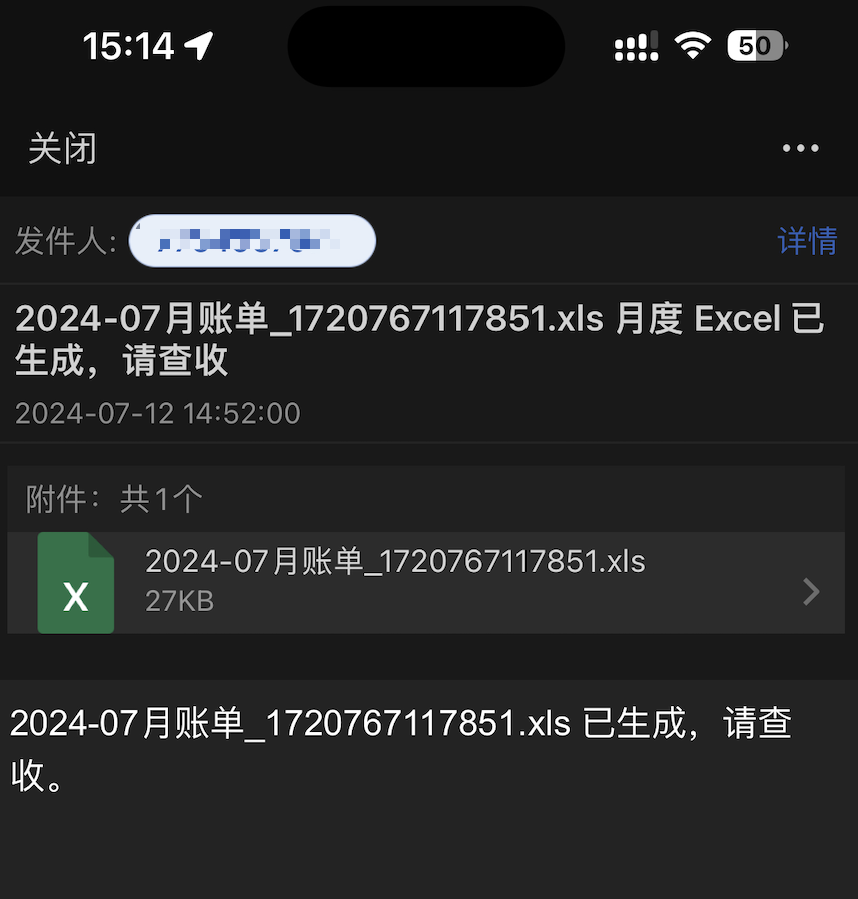 15:14
50
关闭
发件人:
详情
2024-07月账单_1720767117851.xls 月度 Excel 已
生成，请查收
2024-07-12 14:52:00
附件：共1个
X
2024-07月账单_1720767117851.xls
27KB
2024-07月账单_1720767117851.xls 已生成，请查
收。